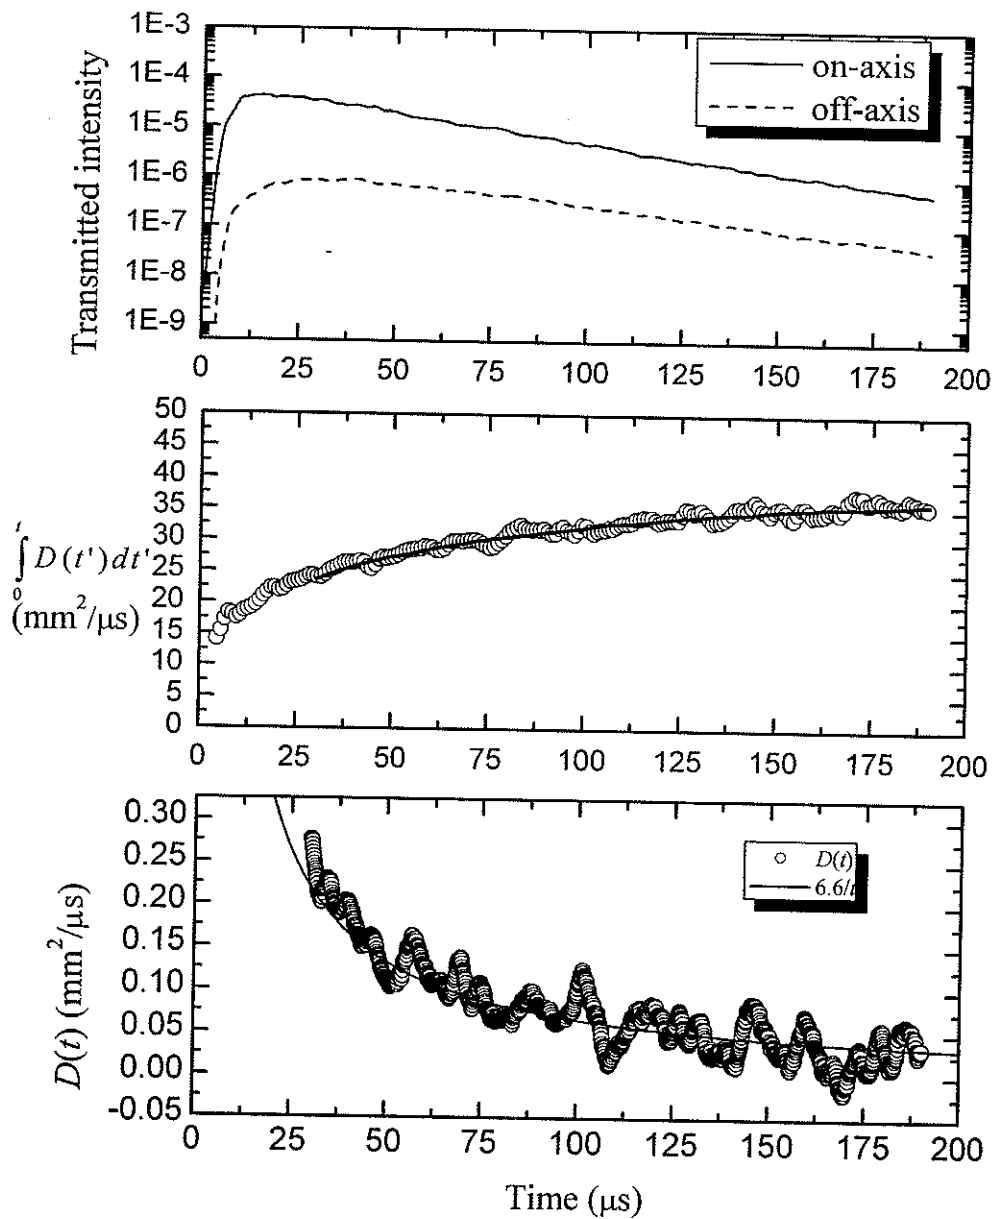 1E-3
1E-4
1E-5
1E-6
1E-7
1E-8
1E-9
Transmitted intensity
on-axis
off-axis
0 25 50 75 100 125 150 175 200
50
45
40
35
30
25
20
15
10
5
0
t
∫ D(t')dt'
0
(mm²/μs)
0 25 50 75 100 125 150 175 200
0.30
0.25
0.20
0.15
0.10
0.05
0.00
-0.05
D(t) (mm²/μs)
D(t)
6.6/t
0 25 50 75 100 125 150 175 200
Time (μs)